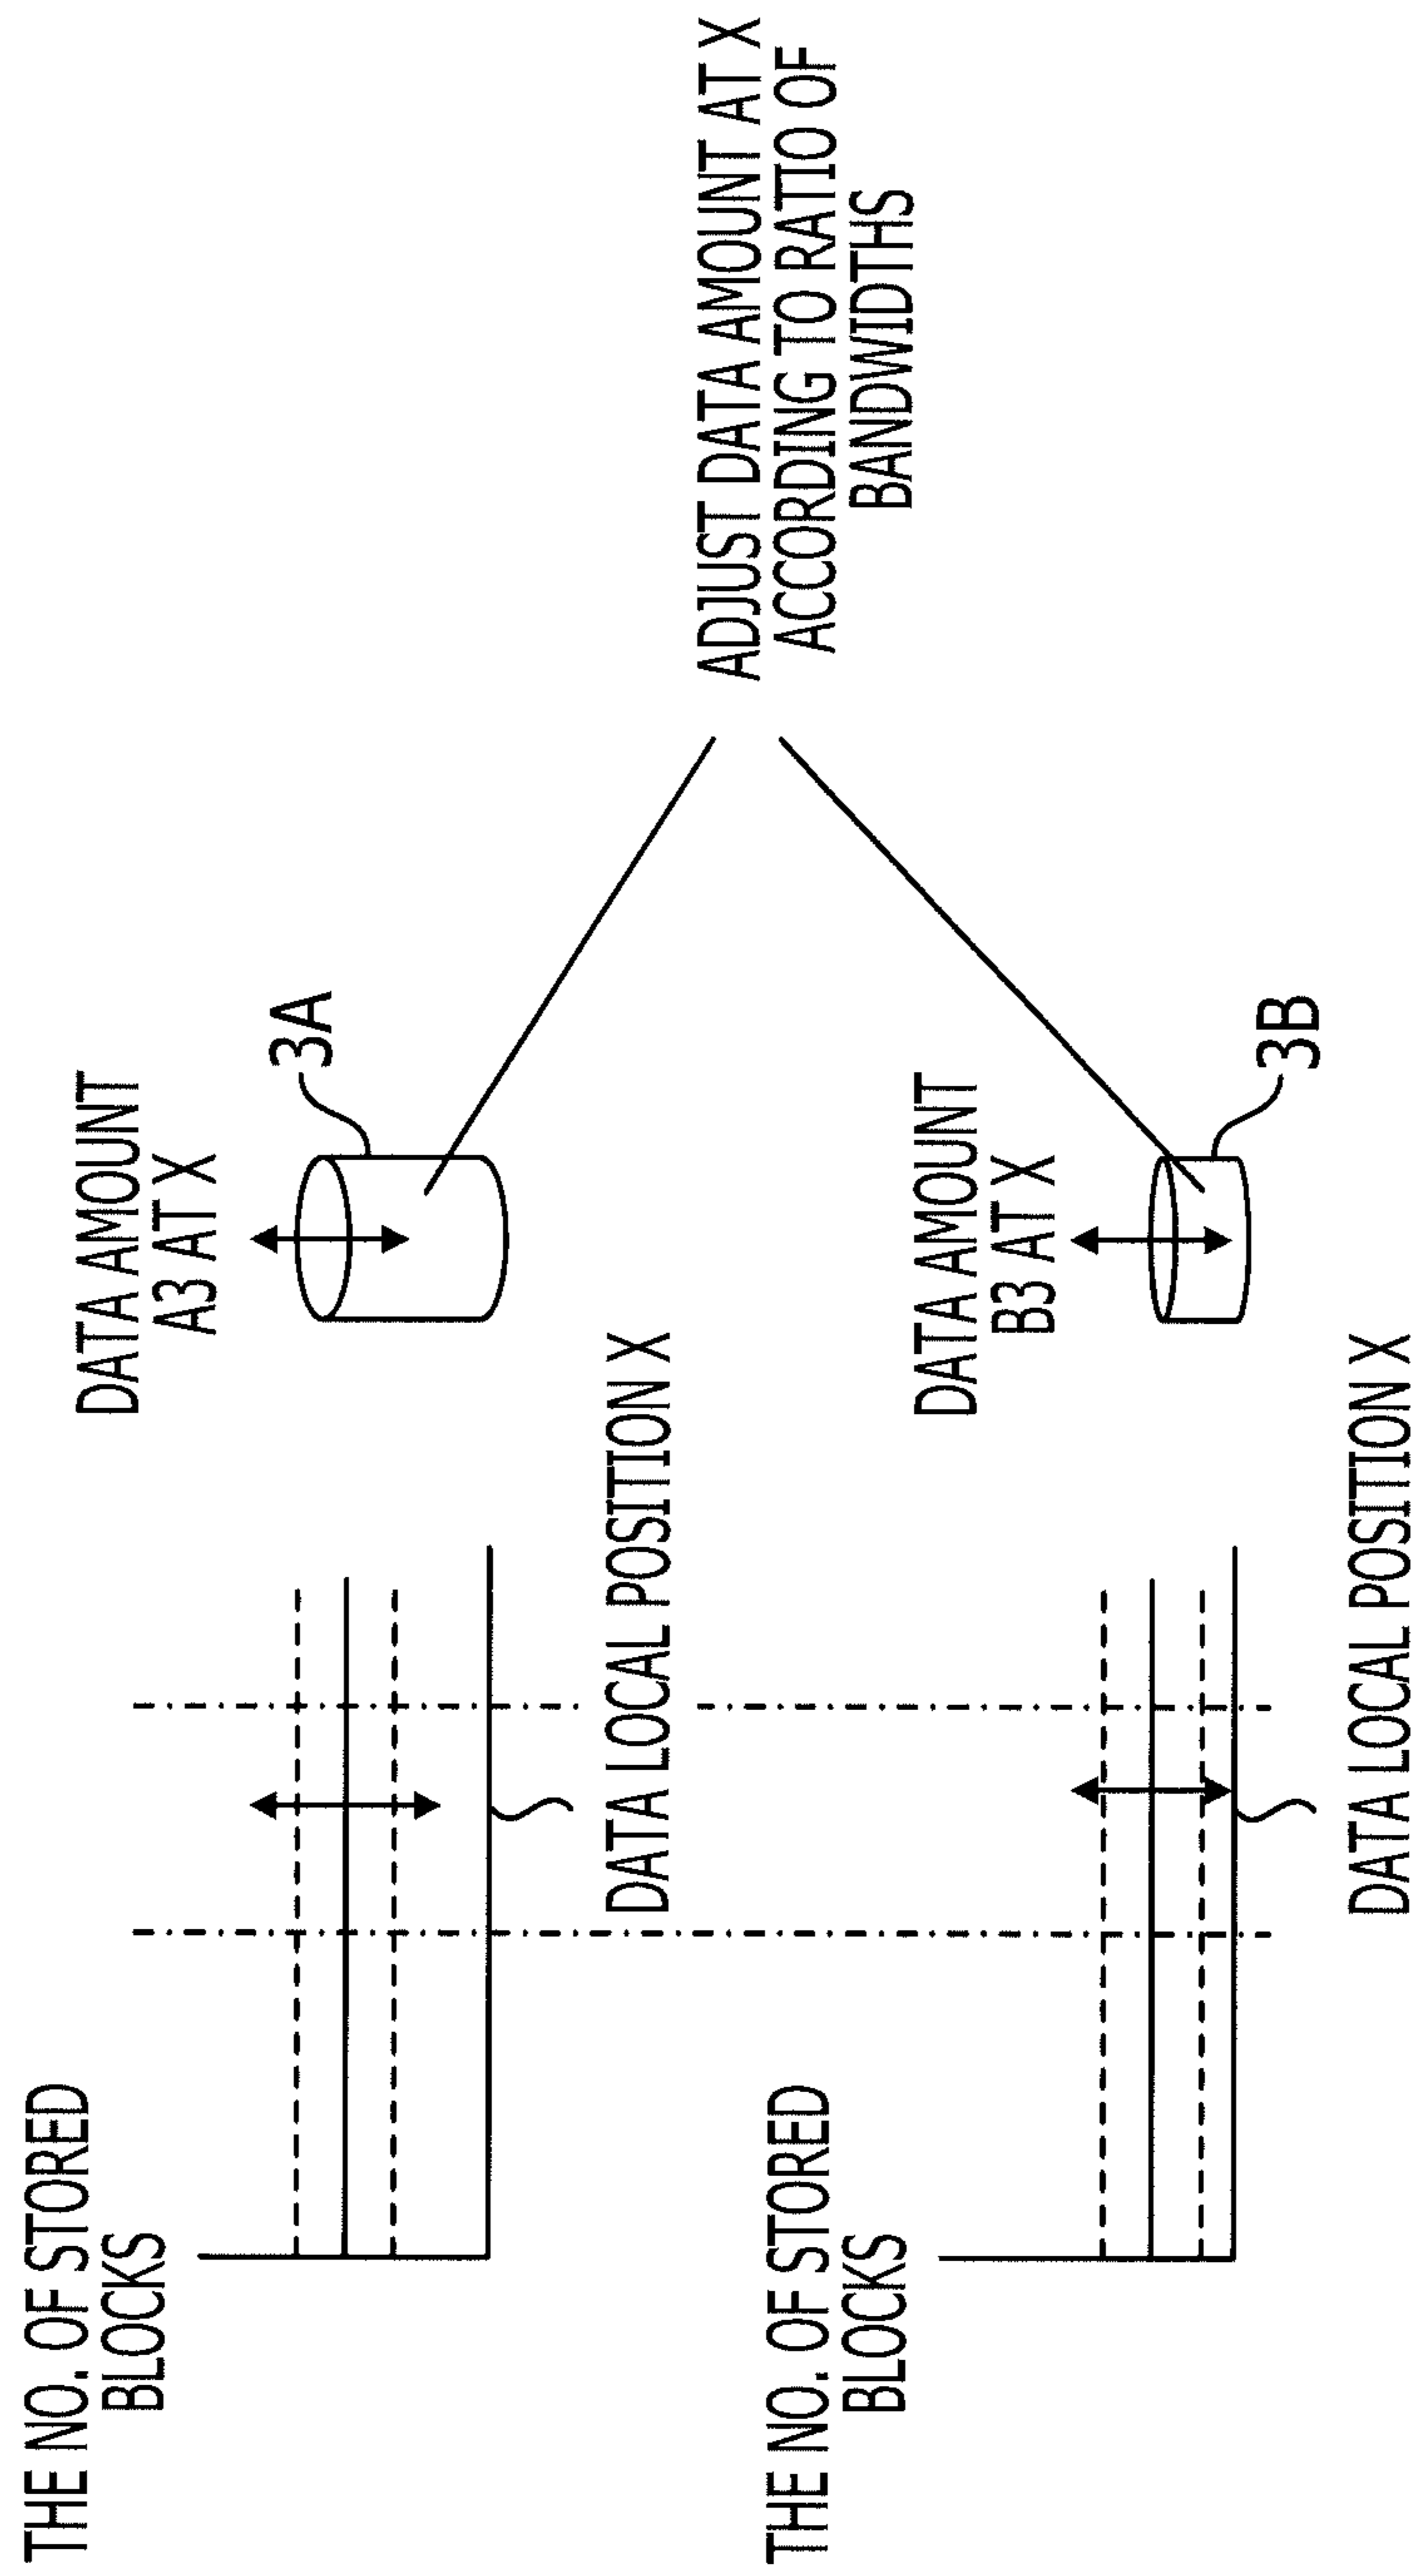 THE NO. OF STORED
BLOCKS
DATA LOCAL POSITION X
DATA AMOUNT
A3 AT X
3A
THE NO. OF STORED
BLOCKS
DATA LOCAL POSITION X
DATA AMOUNT
B3 AT X
3B
ADJUST DATA AMOUNT AT X
ACCORDING TO RATIO OF
BANDWIDTHS